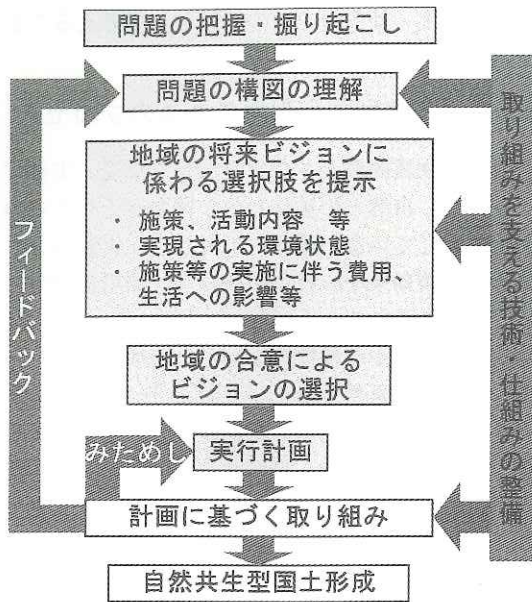 問題の把握・掘り起こし
問題の構図の理解
地域の将来ビジョンに
係わる選択肢を提示
・ 施策、活動内容　等
・ 実現される環境状態
・ 施策等の実施に伴う費用、
生活への影響等
地域の合意による
ビジョンの選択
みためし
実行計画
計画に基づく取り組み
自然共生型国土形成
フィードバック
取り組みを支える技術・仕組みの整備